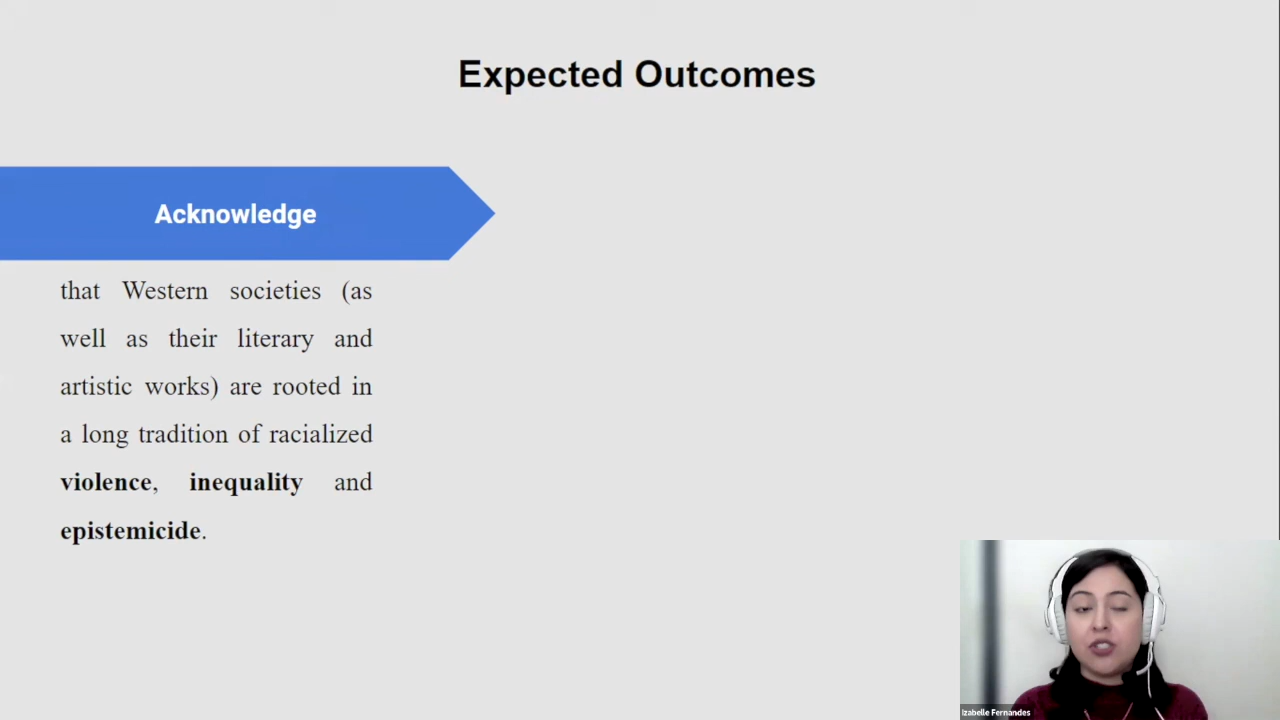 Expected Outcomes
Acknowledge
that Western societies (as
well as their literary and
artistic works) are rooted in
a long tradition of racialized
violence, inequality and
epistemicide.
Izabelle Fernandes